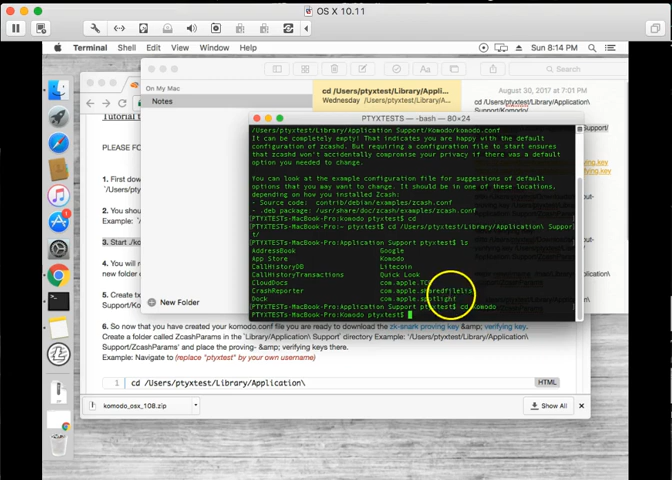 OS X 10.11
Terminal Shell Edit View Window Help
Sun 8:14 PM
Search
On My Mac
Notes
cd /Users/ptyxtest/Library/Appli...
Wednesday /Users/ptyxtest/Library/A...
August 30, 2017 at 7:01 PM
cd /Users/ptyxtest/Library/Application\
Support/Komodo/
Tutorial t
PLEASE FO
1. First down
`/Users/ptyx
2. You shou
Example:
3. Start ./ko
4. You will r
new folder c
5. Create tx
Support/Ko
New Folder
PTYXTESTS — -bash — 80×24
/Users/ptyxtest/Library/Application Support/Komodo/komodo.conf
It can be completely empty! That indicates you are happy with the default
configuration of zcashd. But requiring a configuration file to start ensures
that zcashd won't accidentally compromise your privacy if there was a default
option you needed to change.
You can look at the example configuration file for suggestions of default
options that you may want to change. It should be in one of these locations,
depending on how you installed Zcash:
- Source code: contrib/debian/examples/zcash.conf
- .deb package: /usr/share/doc/zcash/examples/zcash.conf
PTYXTESTs-MacBook-Pro:komodo ptyxtest$ cd
PTYXTESTs-MacBook-Pro:~ ptyxtest$ cd /Users/ptyxtest/Library/Application\ Suppor
t/
PTYXTESTs-MacBook-Pro:Application Support ptyxtest$ ls
AddressBook Google
App Store Komodo
CallHistoryDB Litecoin
CallHistoryTransactions Quick Look
CloudDocs com.apple.TCC
CrashReporter com.apple.sharedfilelist
Dock com.apple.spotlight
PTYXTESTs-MacBook-Pro:Application Support ptyxtest$ cd Komodo
PTYXTESTs-MacBook-Pro:Komodo ptyxtest$
6. So now that you have created your komodo.conf file you are ready to download the zk-snark proving key &amp; verifying key.
Create a folder called ZcashParams in the `Library\ Support' directory Example: '/Users/ptyxtest/Library/Application\
Support/ZcashParams' and place the proving- &amp; verifying keys there.
Example: Navigate to (replace "ptyxtest" by your own username)
1 cd /Users/ptyxtest/Library/Application\
HTML
komodo_osx_108.zip
Show All